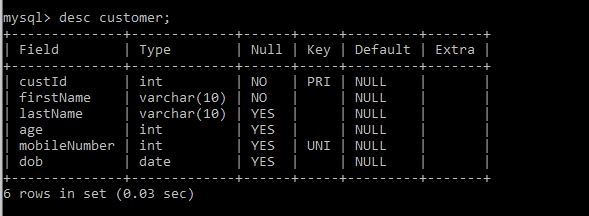 mysql> desc customer;
+--------------+-------------+------+-----+---------+-------+
| Field        | Type        | Null | Key | Default | Extra |
+--------------+-------------+------+-----+---------+-------+
| custId       | int         | NO   | PRI | NULL    |       |
| firstName    | varchar(10) | NO   |     | NULL    |       |
| lastName     | varchar(10) | YES  |     | NULL    |       |
| age          | int         | YES  |     | NULL    |       |
| mobileNumber | int         | YES  | UNI | NULL    |       |
| dob          | date        | YES  |     | NULL    |       |
+--------------+-------------+------+-----+---------+-------+
6 rows in set (0.03 sec)